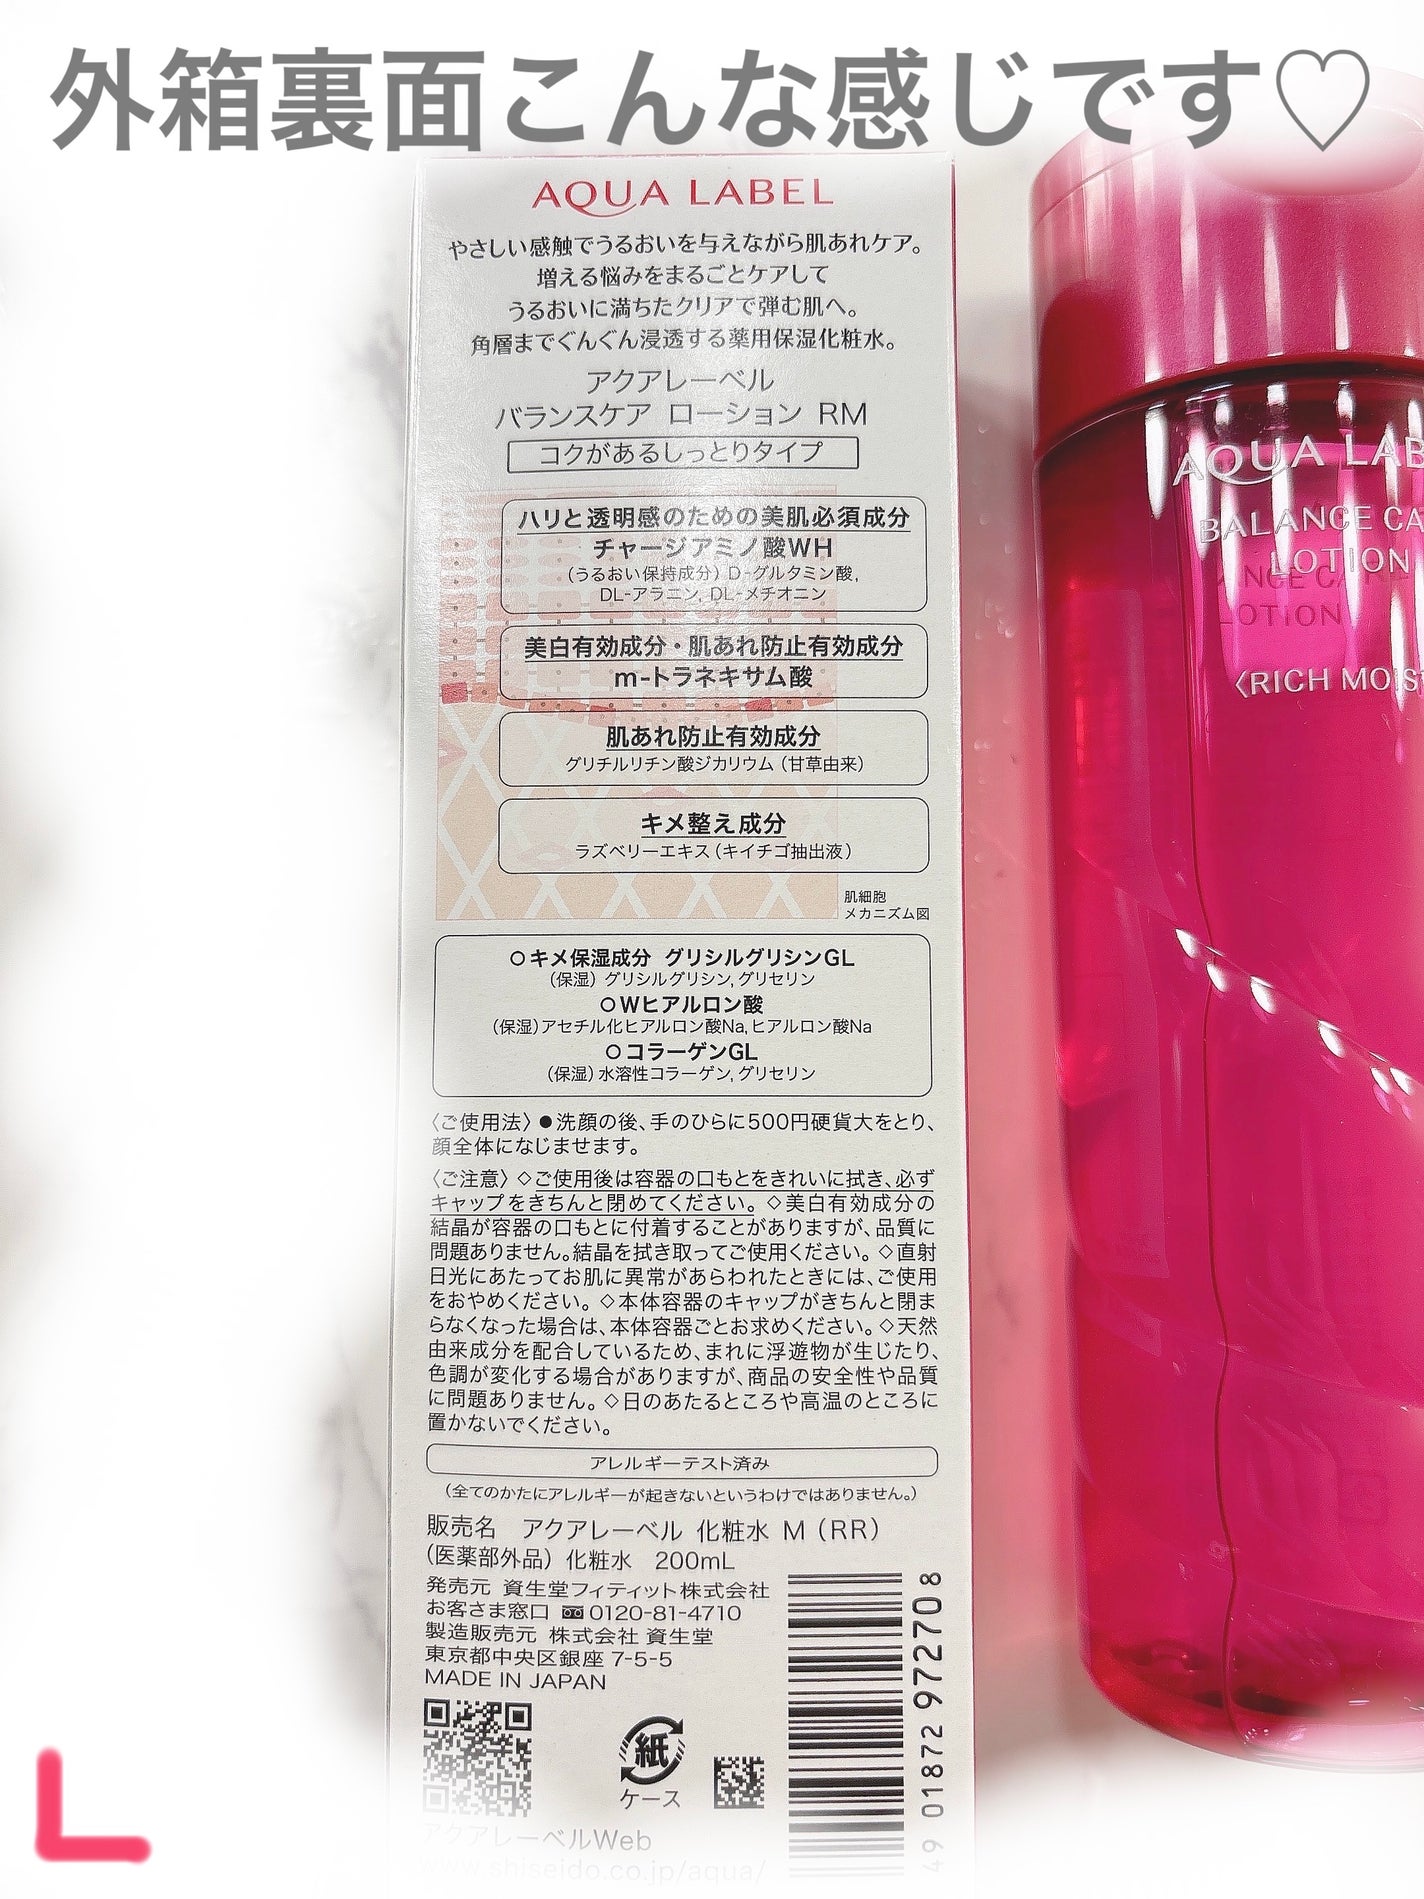 外箱裏面こんな感じです♡
AQUA LABEL
やさしい感触でうるおいを与えながら肌あれケア。
増える悩みをまるごとケアして
うるおいに満ちたクリアで弾む肌へ。
角層までぐんぐん浸透する薬用保湿化粧水。
アクアレーベル
バランスケア ローション RM
コクがあるしっとりタイプ
ハリと透明感のための美肌必須成分
チャージアミノ酸WH
(うるおい保持成分) D-グルタミン酸,
DL-アラニン, DL-メチオニン
美白有効成分・肌あれ防止有効成分
m-トラネキサム酸
肌あれ防止有効成分
グリチルリチン酸ジカリウム (甘草由来)
キメ整え成分
ラズベリーエキス (キイチゴ抽出液)
肌細胞
メカニズム図
○キメ保湿成分 グリシルグリシンGL
(保湿) グリシルグリシン, グリセリン
○Wヒアルロン酸
(保湿)アセチル化ヒアルロン酸Na, ヒアルロン酸Na
○コラーゲンGL
(保湿) 水溶性コラーゲン, グリセリン
〈ご使用法〉●洗顔の後、手のひらに500円硬貨大をとり、
顔全体になじませます。
〈ご注意〉◇ご使用後は容器の口もとをきれいに拭き、必ず
キャップをきちんと閉めてください。◇美白有効成分の
結晶が容器の口もとに付着することがありますが、品質に
問題ありません。結晶を拭き取ってご使用ください。◇直射
日光にあたってお肌に異常があらわれたときには、ご使用
をおやめください。◇本体容器のキャップがきちんと閉ま
らなくなった場合は、本体容器ごとお求めください。◇天然
由来成分を配合しているため、まれに浮遊物が生じたり、
色調が変化する場合がありますが、商品の安全性や品質
に問題ありません。◇日のあたるところや高温のところに
置かないでください。
アレルギーテスト済み
(全てのかたにアレルギーが起きないというわけではありません。)
販売名 アクアレーベル 化粧水 M (RR)
(医薬部外品) 化粧水 200mL
発売元 資生堂フィティット株式会社
お客さま窓口 0120-81-4710
製造販売元 株式会社 資生堂
東京都中央区銀座 7-5-5
MADE IN JAPAN
紙
ケース
アクアレーベルWeb
www.shiseido.co.jp/aqua/
49 01872 972708
AQUA LAB
BALANCE CA
LOTION
ANCE CARE
LOTION
〈RICH MOIS